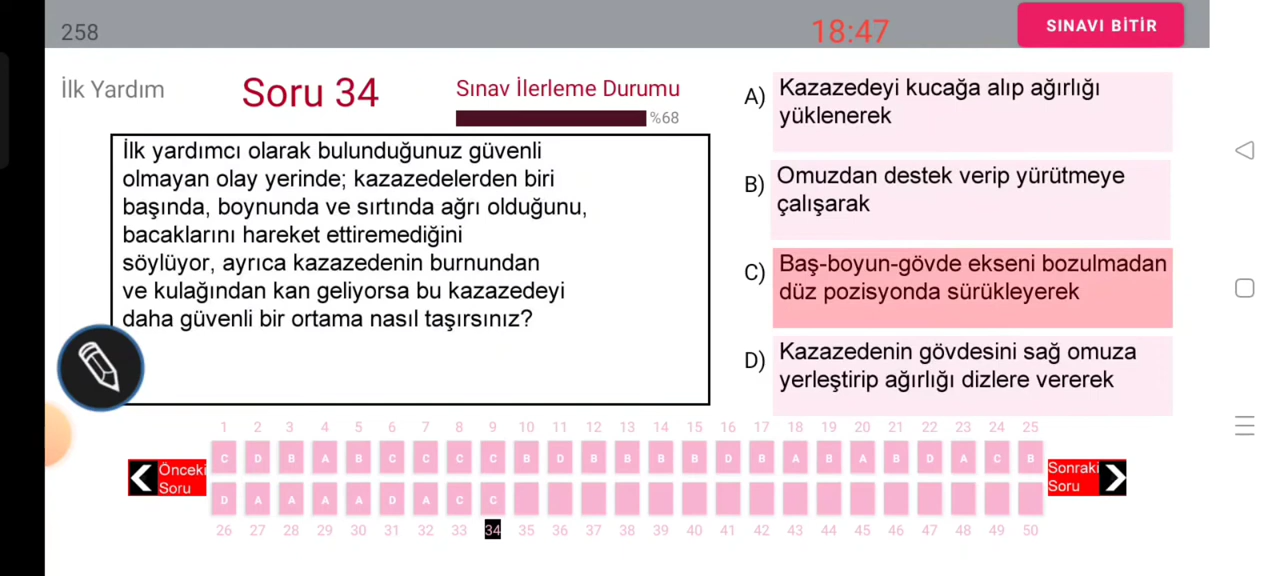 258
18:47
SINAVI BİTİR
İlk Yardım
Soru 34
Sınav İlerleme Durumu
%68
İlk yardımcı olarak bulunduğunuz güvenli
olmayan olay yerinde; kazazedelerden biri
başında, boynunda ve sırtında ağrı olduğunu,
bacaklarını hareket ettiremediğini
söylüyor, ayrıca kazazedenin burnundan
ve kulağından kan geliyorsa bu kazazedeyi
daha güvenli bir ortama nasıl taşırsınız?
A) Kazazedeyi kucağa alıp ağırlığı
yüklenerek
B) Omuzdan destek verip yürütmeye
çalışarak
C) Baş-boyun-gövde ekseni bozulmadan
düz pozisyonda sürükleyerek
D) Kazazedenin gövdesini sağ omuza
yerleştirip ağırlığı dizlere vererek
Önceki
Soru
1 2 3 4 5 6 7 8 9 10 11 12 13 14 15 16 17 18 19 20 21 22 23 24 25
C D B A B C C C C B D B B B B D B A B A B D A C B
D A A A A D A C C
26 27 28 29 30 31 32 33 34 35 36 37 38 39 40 41 42 43 44 45 46 47 48 49 50
Sonraki
Soru